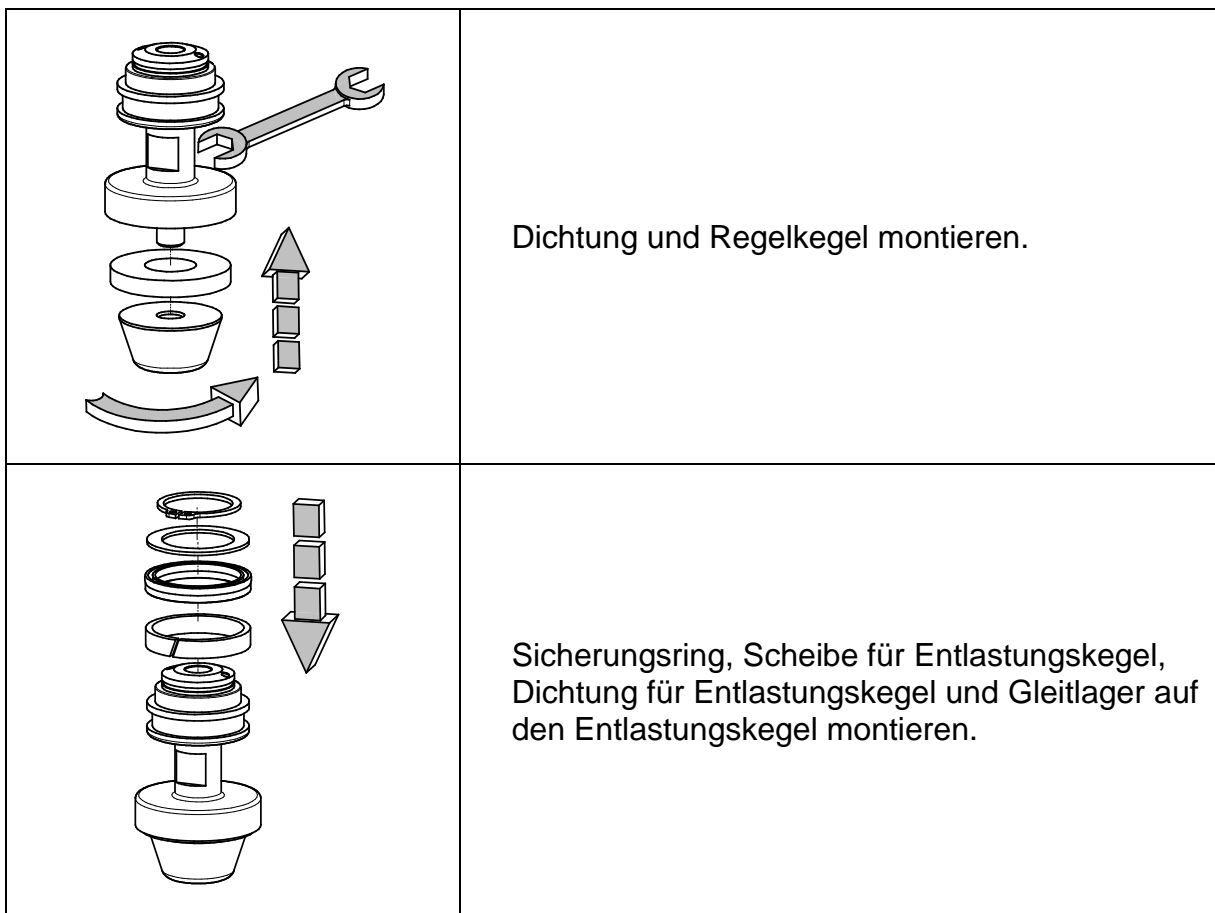 Dichtung und Regelkegel montieren.
Sicherungsring, Scheibe für Entlastungskegel,
Dichtung für Entlastungskegel und Gleitlager auf
den Entlastungskegel montieren.